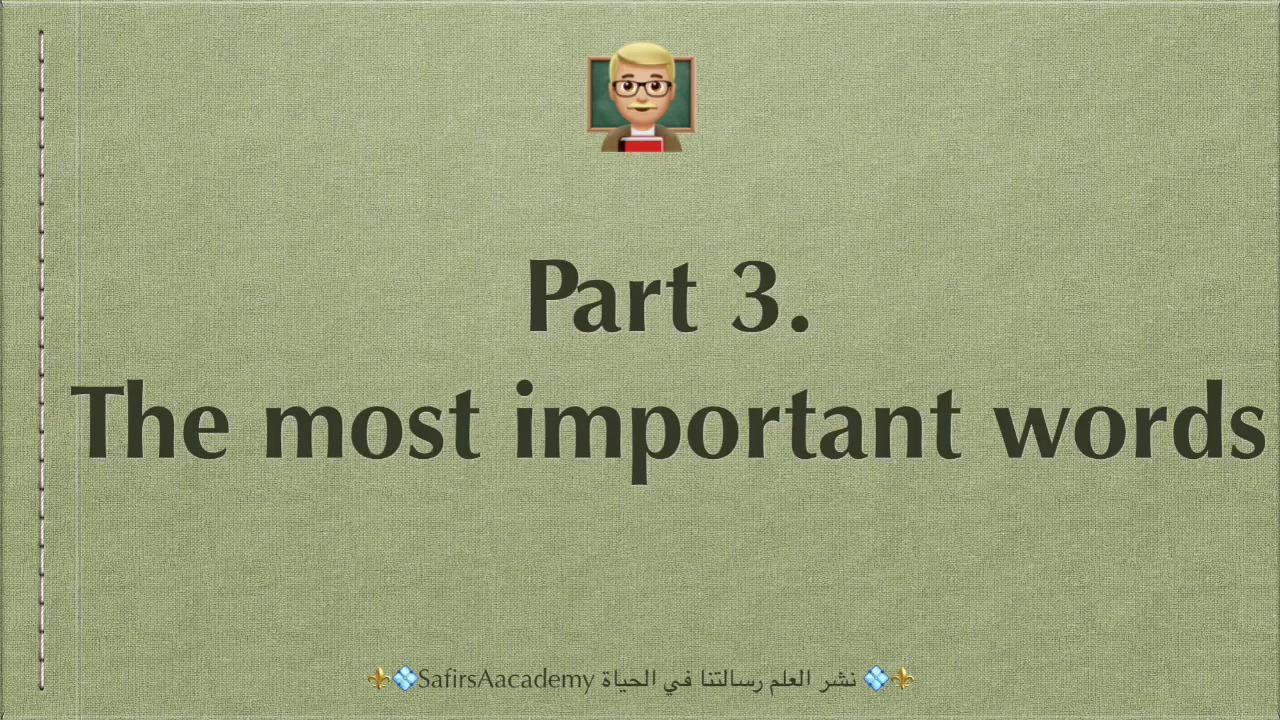 Part 3.
The most important words
⚜️💠SafirsAacademy نشر العلم رسالتنا في الحياة 💠⚜️